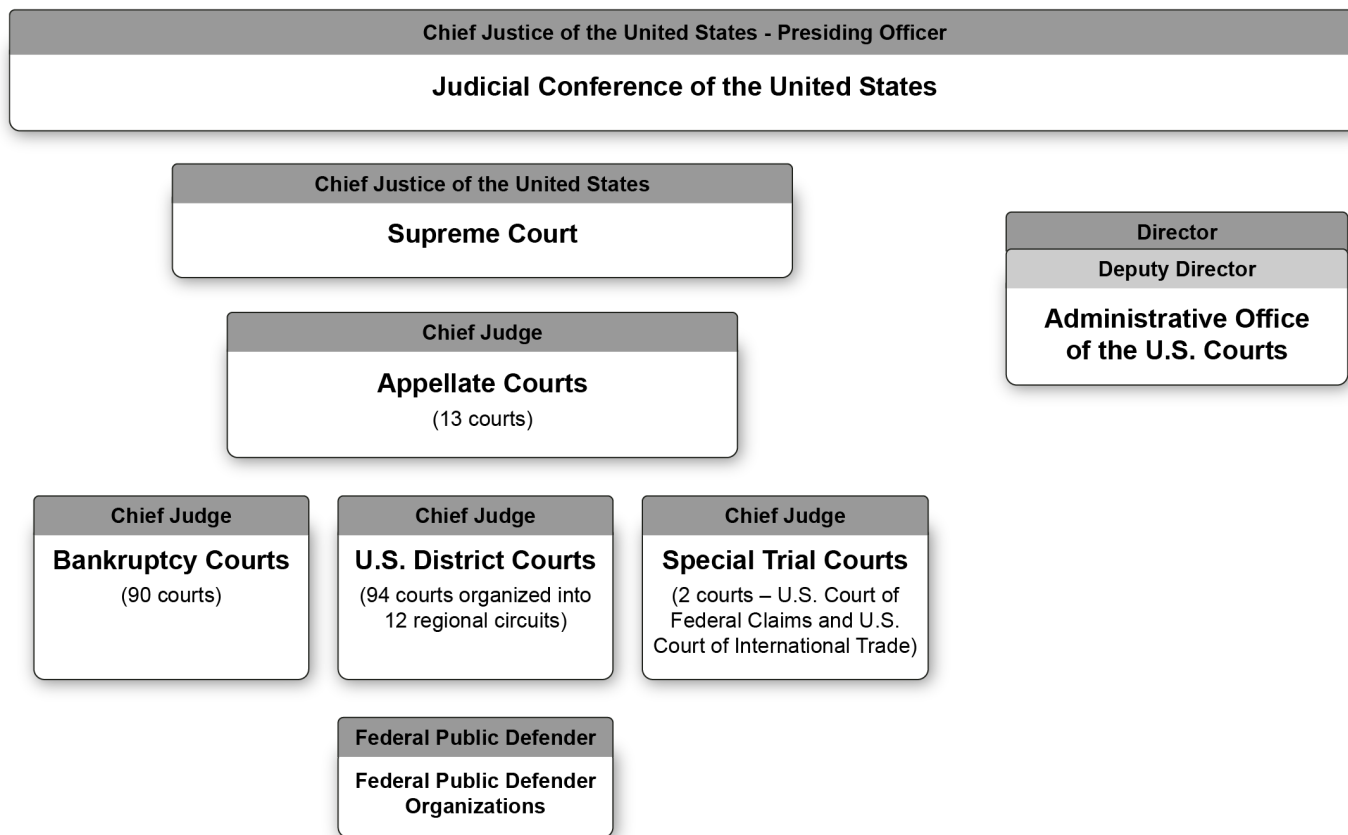 Chief Justice of the United States - Presiding Officer
Judicial Conference of the United States
Chief Justice of the United States
Supreme Court
Director
Deputy Director
Administrative Office
of the U.S. Courts
Chief Judge
Appellate Courts
(13 courts)
Chief Judge
Bankruptcy Courts
(90 courts)
Chief Judge
U.S. District Courts
(94 courts organized into
12 regional circuits)
Chief Judge
Special Trial Courts
(2 courts – U.S. Court of
Federal Claims and U.S.
Court of International Trade)
Federal Public Defender
Federal Public Defender
Organizations